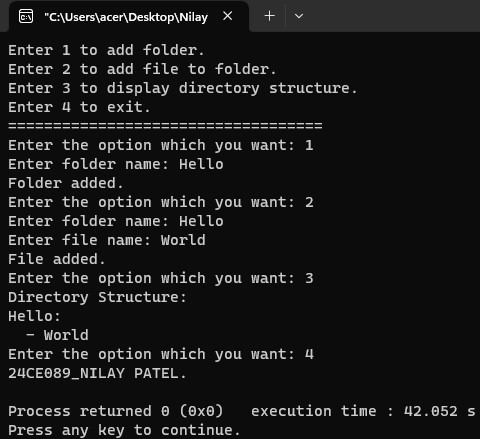 "C:\Users\acer\Desktop\Nilay
Enter 1 to add folder.
Enter 2 to add file to folder.
Enter 3 to display directory structure.
Enter 4 to exit.
===================================
Enter the option which you want: 1
Enter folder name: Hello
Folder added.
Enter the option which you want: 2
Enter folder name: Hello
Enter file name: World
File added.
Enter the option which you want: 3
Directory Structure:
Hello:
  - World
Enter the option which you want: 4
24CE089_NILAY PATEL.

Process returned 0 (0x0)   execution time : 42.052 s
Press any key to continue.